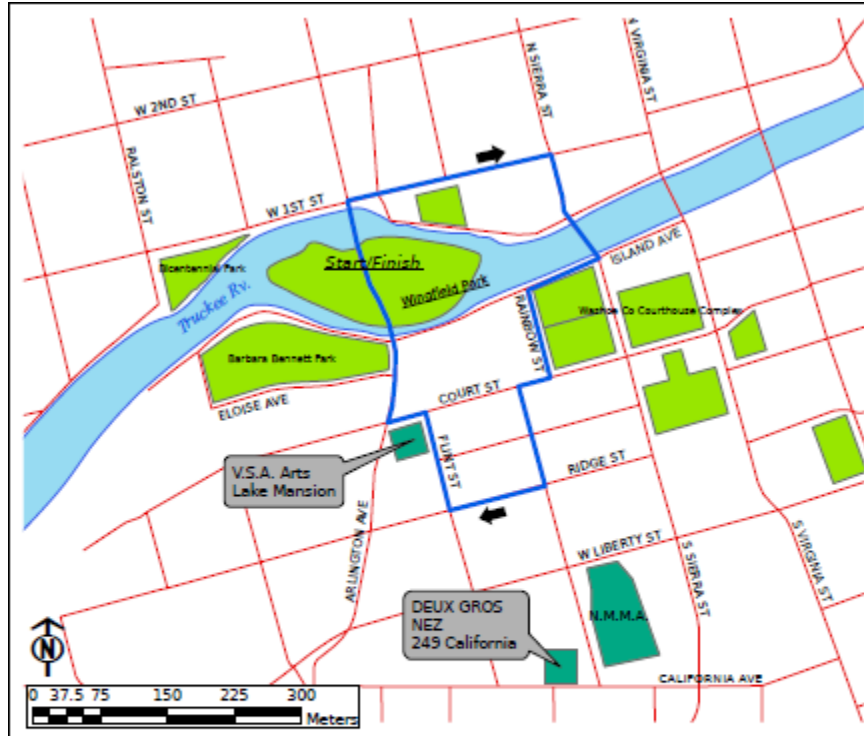 N SIERRA ST
N VIRGINIA ST
W 2ND ST
RALSTON ST
W 1ST ST
ISLAND AVE
Bicentennial Park
Start/Finish
Wingfield Park
Truckee Rv.
RAINBOW ST
Washoe Co Courthouse Complex
Barbara Bennett Park
ELOISE AVE
COURT ST
FLINT ST
V.S.A. Arts
Lake Mansion
RIDGE ST
ARLINGTON AVE
W LIBERTY ST
S SIERRA ST
S VIRGINIA ST
DEUX GROS
NEZ
249 California
N.M.M.A.
N
CALIFORNIA AVE
0 37.5 75 150 225 300
Meters